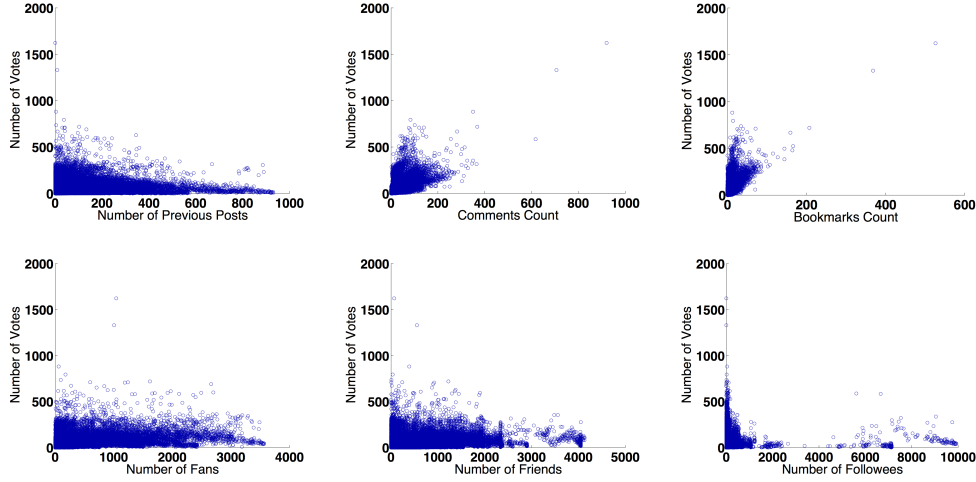 2000
1500
1000
500
0
Number of Votes
0 200 400 600 800 1000
Number of Previous Posts
2000
1500
1000
500
0
Number of Votes
0 200 400 600 800 1000
Comments Count
2000
1500
1000
500
0
Number of Votes
0 200 400 600
Bookmarks Count
2000
1500
1000
500
0
Number of Votes
0 1000 2000 3000 4000
Number of Fans
2000
1500
1000
500
0
Number of Votes
0 1000 2000 3000 4000 5000
Number of Friends
2000
1500
1000
500
0
Number of Votes
0 2000 4000 6000 8000 10000
Number of Followees